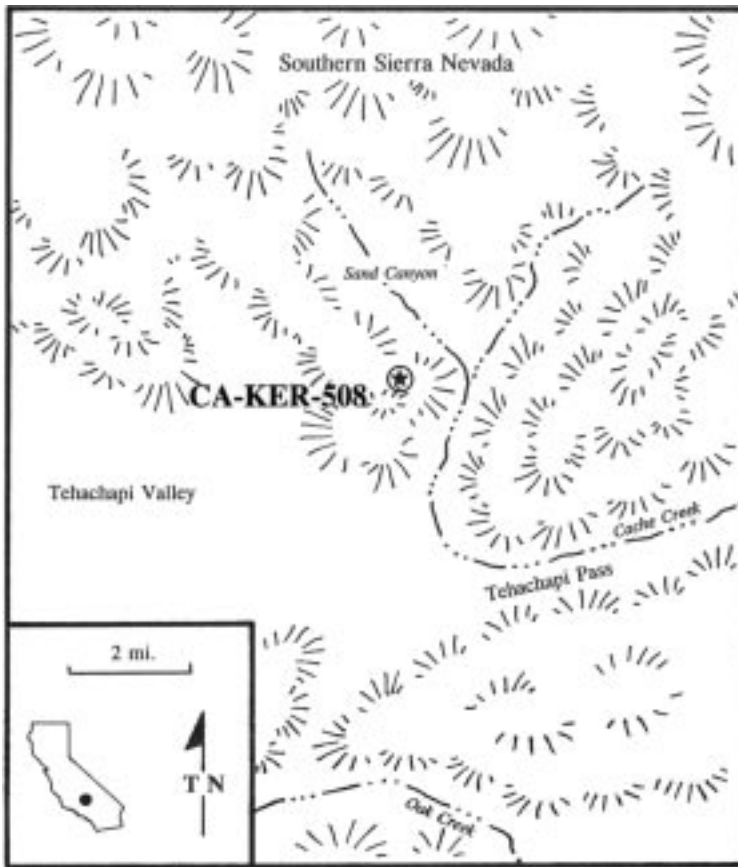 Southern Sierra Nevada
Sand Canyon
CA-KER-508
Tehachapi Valley
Cache Creek
Tehachapi Pass
2 mi.
T N
Oak Creek